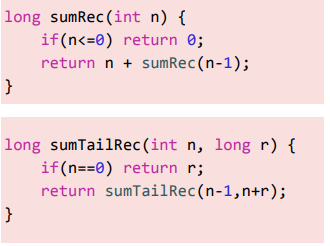 long sumRec(int n) {
    if(n<=0) return 0;
    return n + sumRec(n-1);
}
long sumTailRec(int n, long r) {
    if(n==0) return r;
    return sumTailRec(n-1,n+r);
}